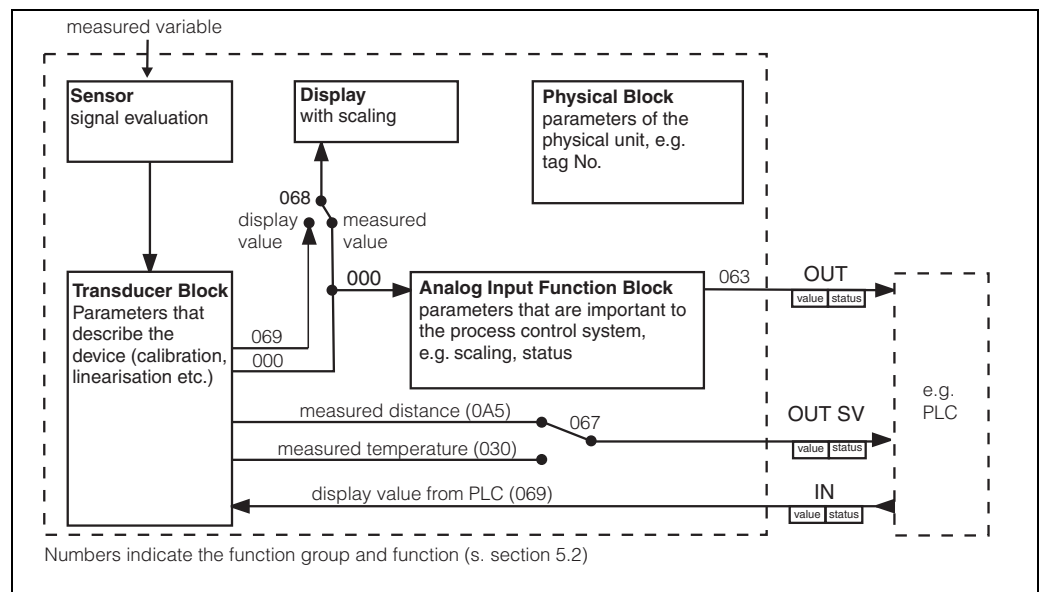 measured variable
Sensor
signal evaluation
Display
with scaling
Physical Block
parameters of the
physical unit, e.g.
tag No.
068
display
value
measured
value
000
Transducer Block
Parameters that
describe the
device (calibration,
linearisation etc.)
069
000
Analog Input Function Block
parameters that are important to
the process control system,
e.g. scaling, status
063
OUT
value status
e.g.
PLC
measured distance (0A5)
067
OUT SV
value status
measured temperature (030)
display value from PLC (069)
IN
value status
Numbers indicate the function group and function (s. section 5.2)